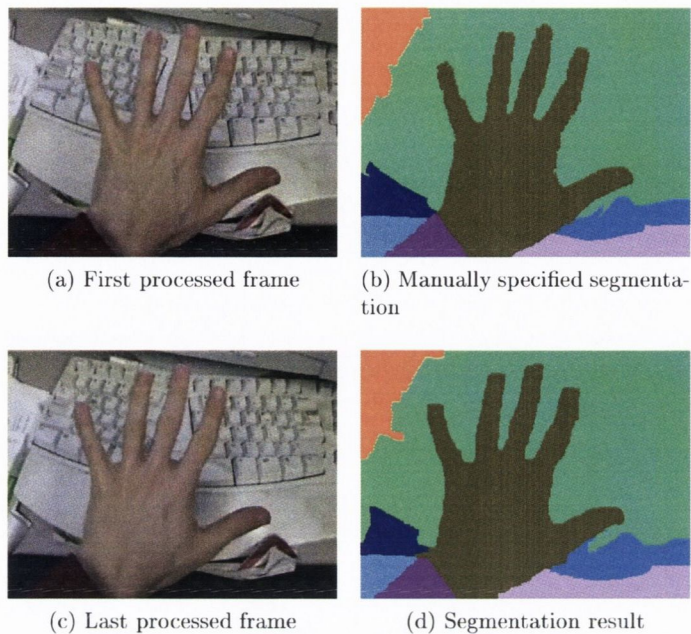 (a) First processed frame
(b) Manually specified segmenta-
tion
(c) Last processed frame
(d) Segmentation result